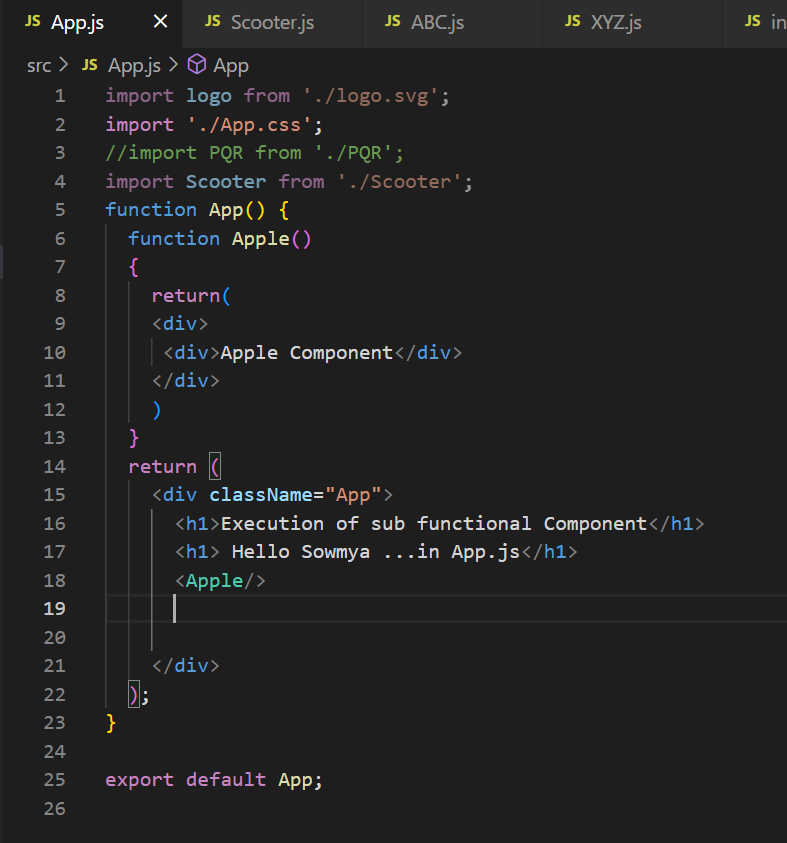 JS App.js × JS Scooter.js JS ABC.js JS XYZ.js JS in
src > JS App.js > App
1 import logo from './logo.svg';
2 import './App.css';
3 //import PQR from './PQR';
4 import Scooter from './Scooter';
5 function App() {
6 function Apple()
7 {
8 return(
9 <div>
10 <div>Apple Component</div>
11 </div>
12 )
13 }
14 return (
15 <div className="App">
16 <h1>Execution of sub functional Component</h1>
17 <h1> Hello Sowmya ...in App.js</h1>
18 <Apple/>
19
20
21 </div>
22 );
23 }
24
25 export default App;
26